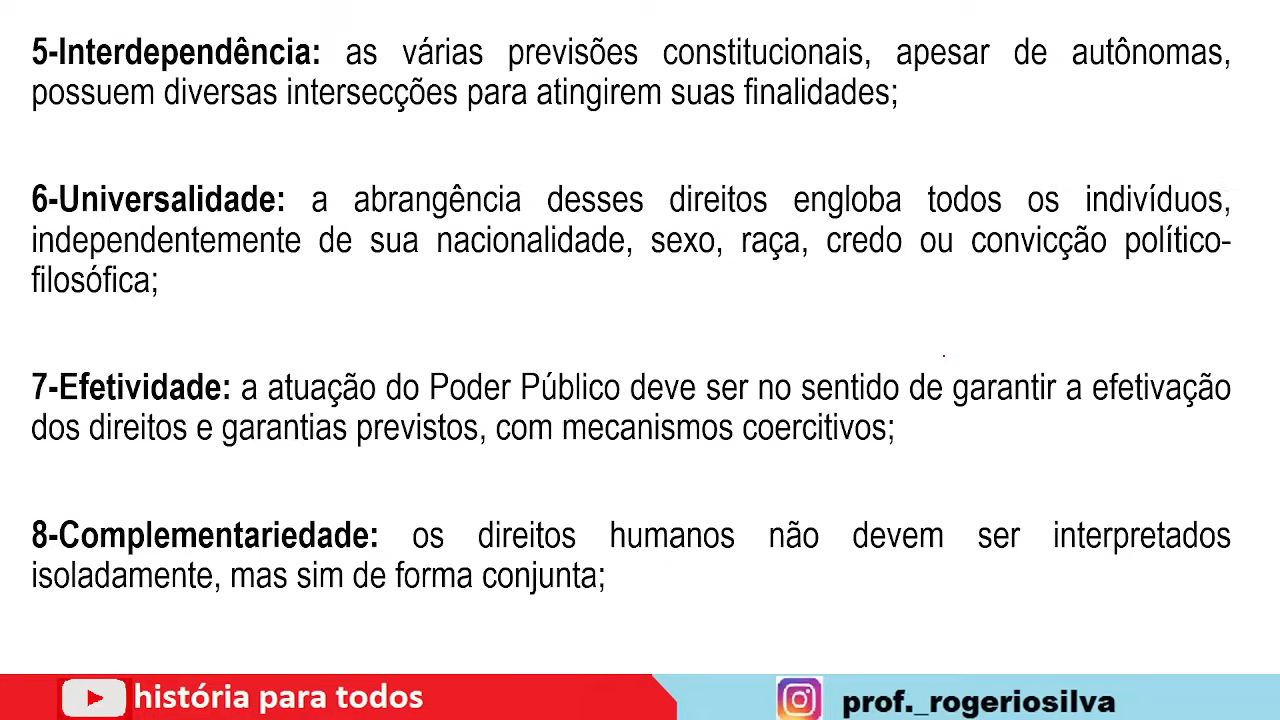 5-Interdependência: as várias previsões constitucionais, apesar de autônomas,
possuem diversas intersecções para atingirem suas finalidades;
6-Universalidade: a abrangência desses direitos engloba todos os indivíduos,
independentemente de sua nacionalidade, sexo, raça, credo ou convicção político-
filosófica;
7-Efetividade: a atuação do Poder Público deve ser no sentido de garantir a efetivação
dos direitos e garantias previstos, com mecanismos coercitivos;
8-Complementariedade: os direitos humanos não devem ser interpretados
isoladamente, mas sim de forma conjunta;
história para todos
prof._rogeriosilva